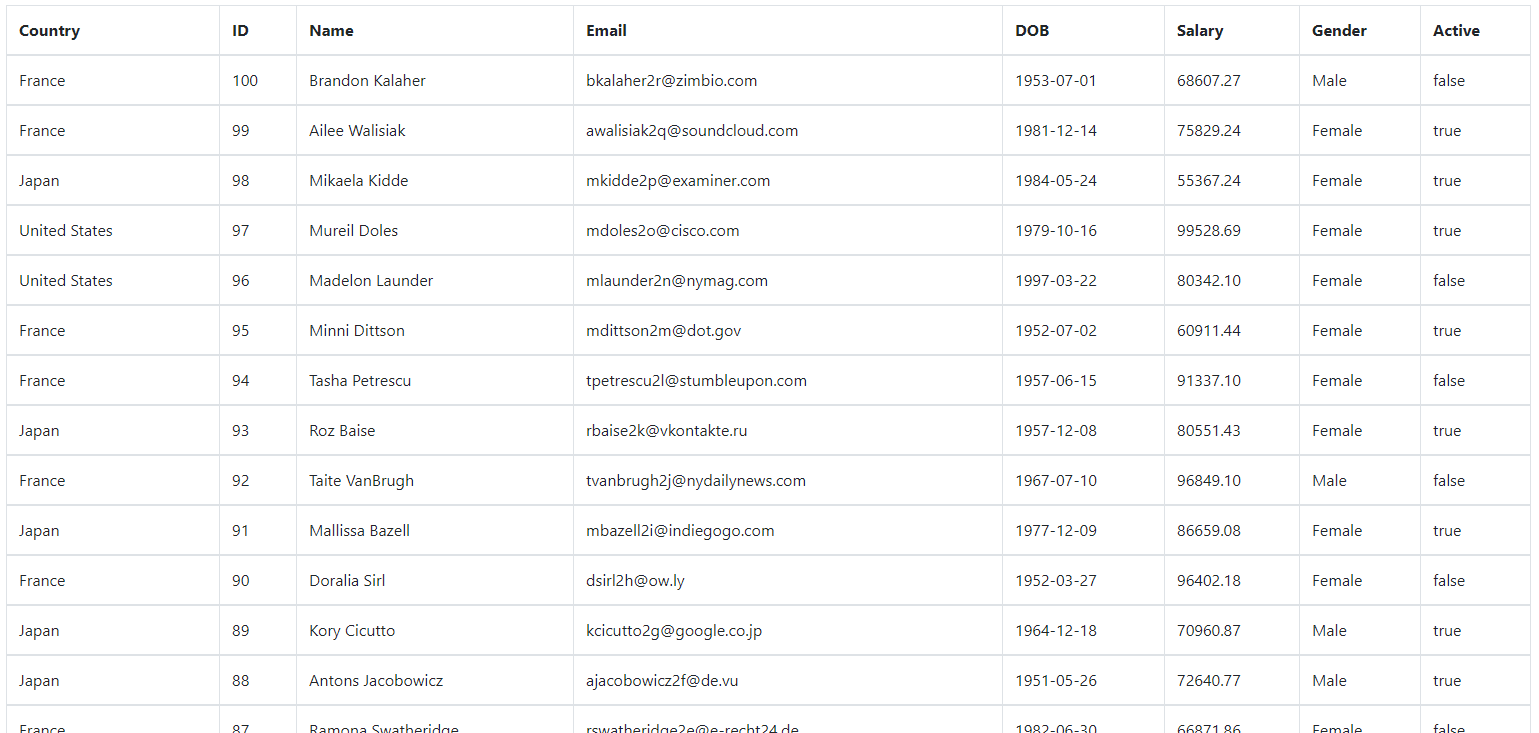 Country ID Name Email DOB Salary Gender Active
France 100 Brandon Kalaher bkalaher2r@zimbio.com 1953-07-01 68607.27 Male false
France 99 Ailee Walisiak awalisiak2q@soundcloud.com 1981-12-14 75829.24 Female true
Japan 98 Mikaela Kidde mkidde2p@examiner.com 1984-05-24 55367.24 Female true
United States 97 Mureil Doles mdoles2o@cisco.com 1979-10-16 99528.69 Female true
United States 96 Madelon Launder mlaunder2n@nymag.com 1997-03-22 80342.10 Female false
France 95 Minni Dittson mdittson2m@dot.gov 1952-07-02 60911.44 Female true
France 94 Tasha Petrescu tpetrescu2l@stumbleupon.com 1957-06-15 91337.10 Female false
Japan 93 Roz Baise rbaise2k@vkontakte.ru 1957-12-08 80551.43 Female true
France 92 Taite VanBrugh tvanbrugh2j@nydailynews.com 1967-07-10 96849.10 Male false
Japan 91 Mallissa Bazell mbazell2i@indiegogo.com 1977-12-09 86659.08 Female true
France 90 Doralia Sirl dsirl2h@ow.ly 1952-03-27 96402.18 Female false
Japan 89 Kory Cicutto kcicutto2g@google.co.jp 1964-12-18 70960.87 Male true
Japan 88 Antons Jacobowicz ajacobowicz2f@de.vu 1951-05-26 72640.77 Male true
France 87 Ramona Swatheridge rswatheridge2e@e-recht24.de 1982-06-30 66871.86 Female false